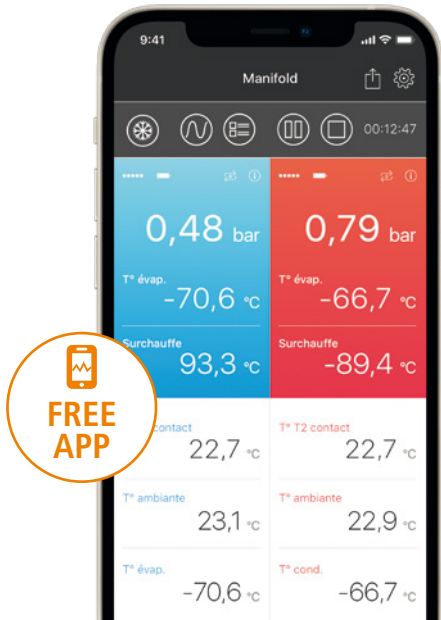 9:41
Manifold
00:12:47
0,48 bar
0,79 bar
T° évap.
-70,6 °C
T° évap.
-66,7 °C
Surchauffe
93,3 °C
Surchauffe
-89,4 °C
FREE
APP
contact
22,7 °C
T° T2 contact
22,7 °C
T° ambiante
23,1 °C
T° ambiante
22,9 °C
T° évap.
-70,6 °C
T° cond.
-66,7 °C